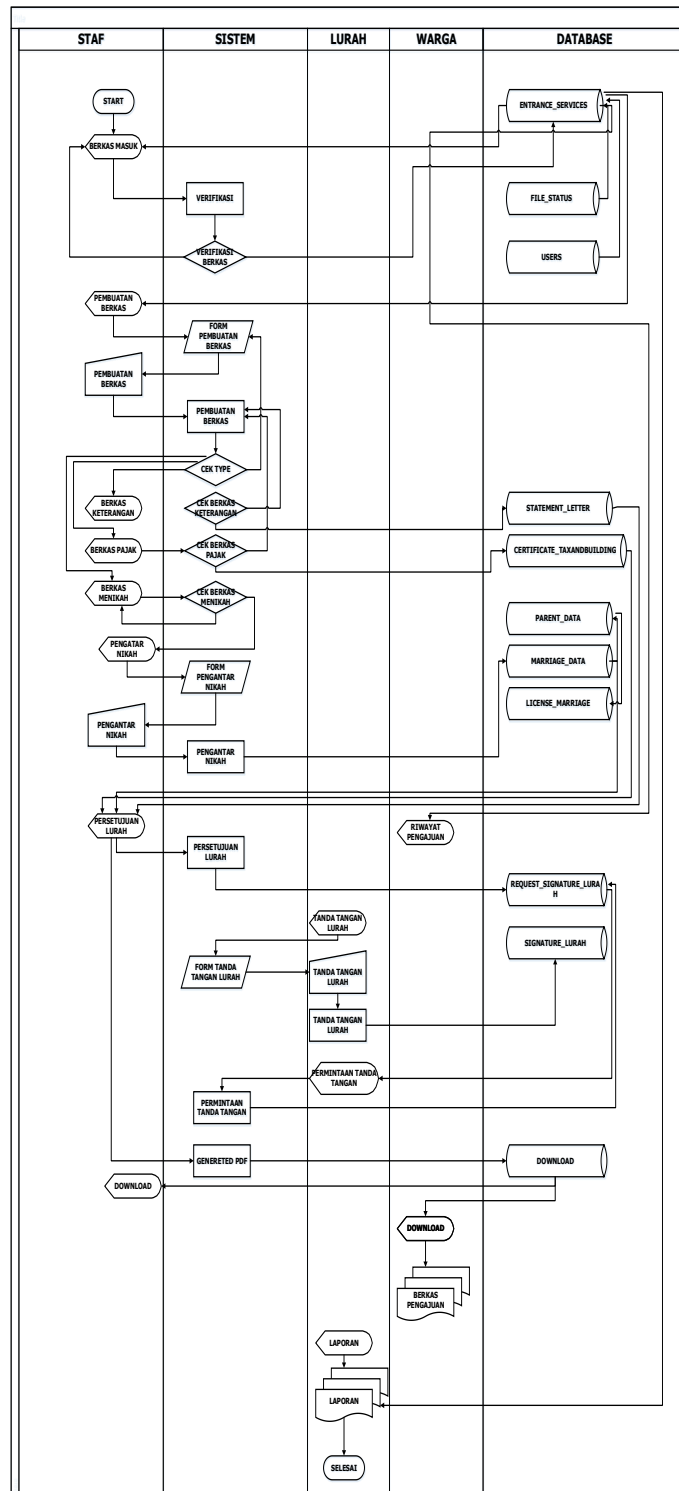 STAF
SISTEM
LURAH
WARGA
DATABASE
START
ENTRANCE_SERVICES
BERKAS MASUK
VERIFIKASI
FILE_STATUS
VERIFIKASI
BERKAS
USERS
PEMBUATAN
BERKAS
FORM
PEMBUATAN
BERKAS
PEMBUATAN
BERKAS
PEMBUATAN
BERKAS
CEK TYPE
BERKAS
KETERANGAN
CEK BERKAS
KETERANGAN
STATEMENT_LETTER
BERKAS PAJAK
CEK BERKAS
PAJAK
CERTIFICATE_TAXANDBUILDING
BERKAS
MENIKAH
CEK BERKAS
MENIKAH
PARENT_DATA
PENGATAR
NIKAH
FORM
PENGANTAR
NIKAH
MARRIAGE_DATA
LICENSE_MARRIAGE
PENGANTAR
NIKAH
PENGANTAR
NIKAH
PERSETUJUAN
LURAH
RIWAYAT
PENGAJUAN
PERSETUJUAN
LURAH
REQUEST_SIGNATURE_LURA
H
TANDA TANGAN
LURAH
SIGNATURE_LURAH
FORM TANDA
TANGAN LURAH
TANDA TANGAN
LURAH
TANDA TANGAN
LURAH
PERMINTAAN TANDA
TANGAN
PERMINTAAN
TANDA TANGAN
GENERETED PDF
DOWNLOAD
DOWNLOAD
DOWNLOAD
BERKAS
PENGAJUAN
LAPORAN
LAPORAN
SELESAI